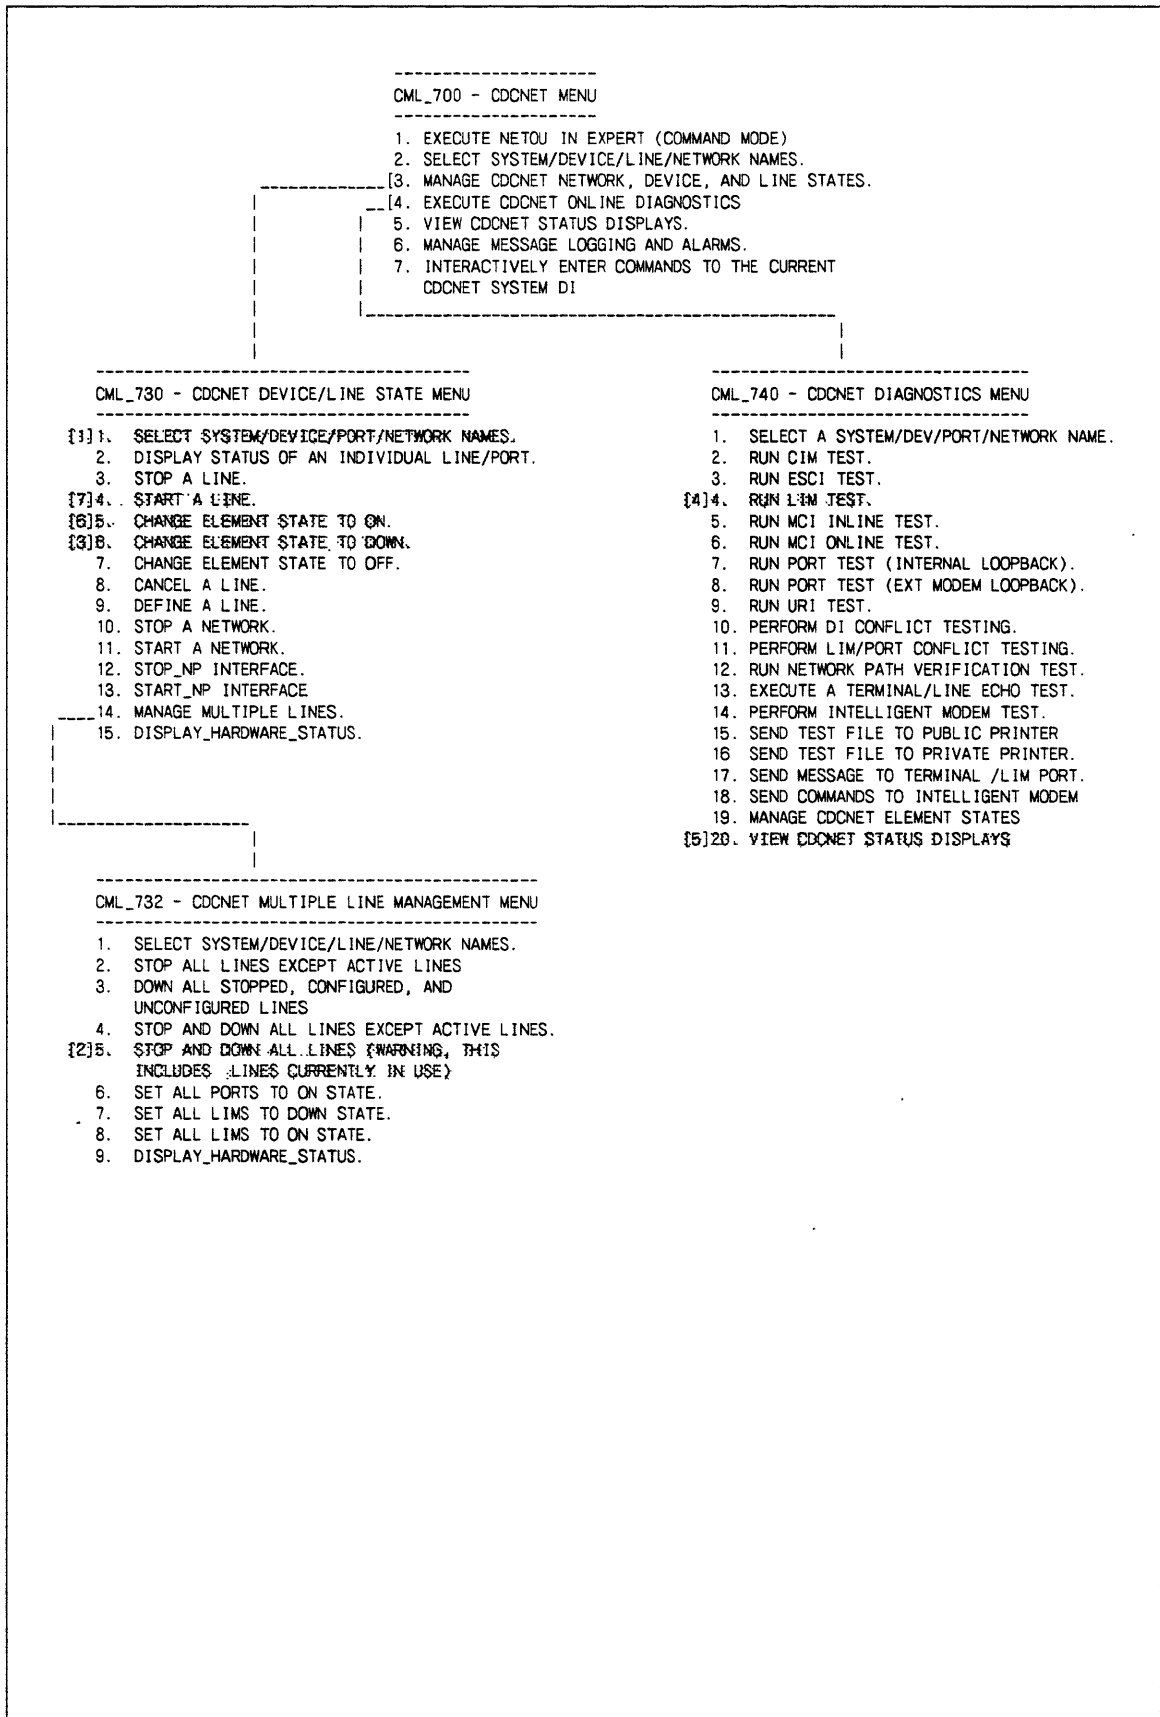 CML_700 - CDCNET MENU
1. EXECUTE NETOU IN EXPERT (COMMAND MODE)
2. SELECT SYSTEM/DEVICE/LINE/NETWORK NAMES.
[3. MANAGE CDCNET NETWORK, DEVICE, AND LINE STATES.
[4. EXECUTE CDCNET ONLINE DIAGNOSTICS
5. VIEW CDCNET STATUS DISPLAYS.
6. MANAGE MESSAGE LOGGING AND ALARMS.
7. INTERACTIVELY ENTER COMMANDS TO THE CURRENT
CDCNET SYSTEM DI
CML_730 - CDCNET DEVICE/LINE STATE MENU
[1]1. SELECT SYSTEM/DEVICE/PORT/NETWORK NAMES.
2. DISPLAY STATUS OF AN INDIVIDUAL LINE/PORT.
3. STOP A LINE.
[7]4. START A LINE.
[6]5. CHANGE ELEMENT STATE TO ON.
[3]6. CHANGE ELEMENT STATE TO DOWN.
7. CHANGE ELEMENT STATE TO OFF.
8. CANCEL A LINE.
9. DEFINE A LINE.
10. STOP A NETWORK.
11. START A NETWORK.
12. STOP_NP INTERFACE.
13. START_NP INTERFACE
14. MANAGE MULTIPLE LINES.
15. DISPLAY_HARDWARE_STATUS.
CML_740 - CDCNET DIAGNOSTICS MENU
1. SELECT A SYSTEM/DEV/PORT/NETWORK NAME.
2. RUN CIM TEST.
3. RUN ESCI TEST.
[4]4. RUN LIM TEST.
5. RUN MCI INLINE TEST.
6. RUN MCI ONLINE TEST.
7. RUN PORT TEST (INTERNAL LOOPBACK).
8. RUN PORT TEST (EXT MODEM LOOPBACK).
9. RUN URI TEST.
10. PERFORM DI CONFLICT TESTING.
11. PERFORM LIM/PORT CONFLICT TESTING.
12. RUN NETWORK PATH VERIFICATION TEST.
13. EXECUTE A TERMINAL/LINE ECHO TEST.
14. PERFORM INTELLIGENT MODEM TEST.
15. SEND TEST FILE TO PUBLIC PRINTER
16 SEND TEST FILE TO PRIVATE PRINTER.
17. SEND MESSAGE TO TERMINAL /LIM PORT.
18. SEND COMMANDS TO INTELLIGENT MODEM
19. MANAGE CDCNET ELEMENT STATES
[5]20. VIEW CDCNET STATUS DISPLAYS
CML_732 - CDCNET MULTIPLE LINE MANAGEMENT MENU
1. SELECT SYSTEM/DEVICE/LINE/NETWORK NAMES.
2. STOP ALL LINES EXCEPT ACTIVE LINES
3. DOWN ALL STOPPED, CONFIGURED, AND
UNCONFIGURED LINES
4. STOP AND DOWN ALL LINES EXCEPT ACTIVE LINES.
[2]5. STOP AND DOWN ALL LINES (WARNING, THIS
INCLUDES LINES CURRENTLY IN USE)
6. SET ALL PORTS TO ON STATE.
7. SET ALL LIMS TO DOWN STATE.
8. SET ALL LIMS TO ON STATE.
9. DISPLAY_HARDWARE_STATUS.